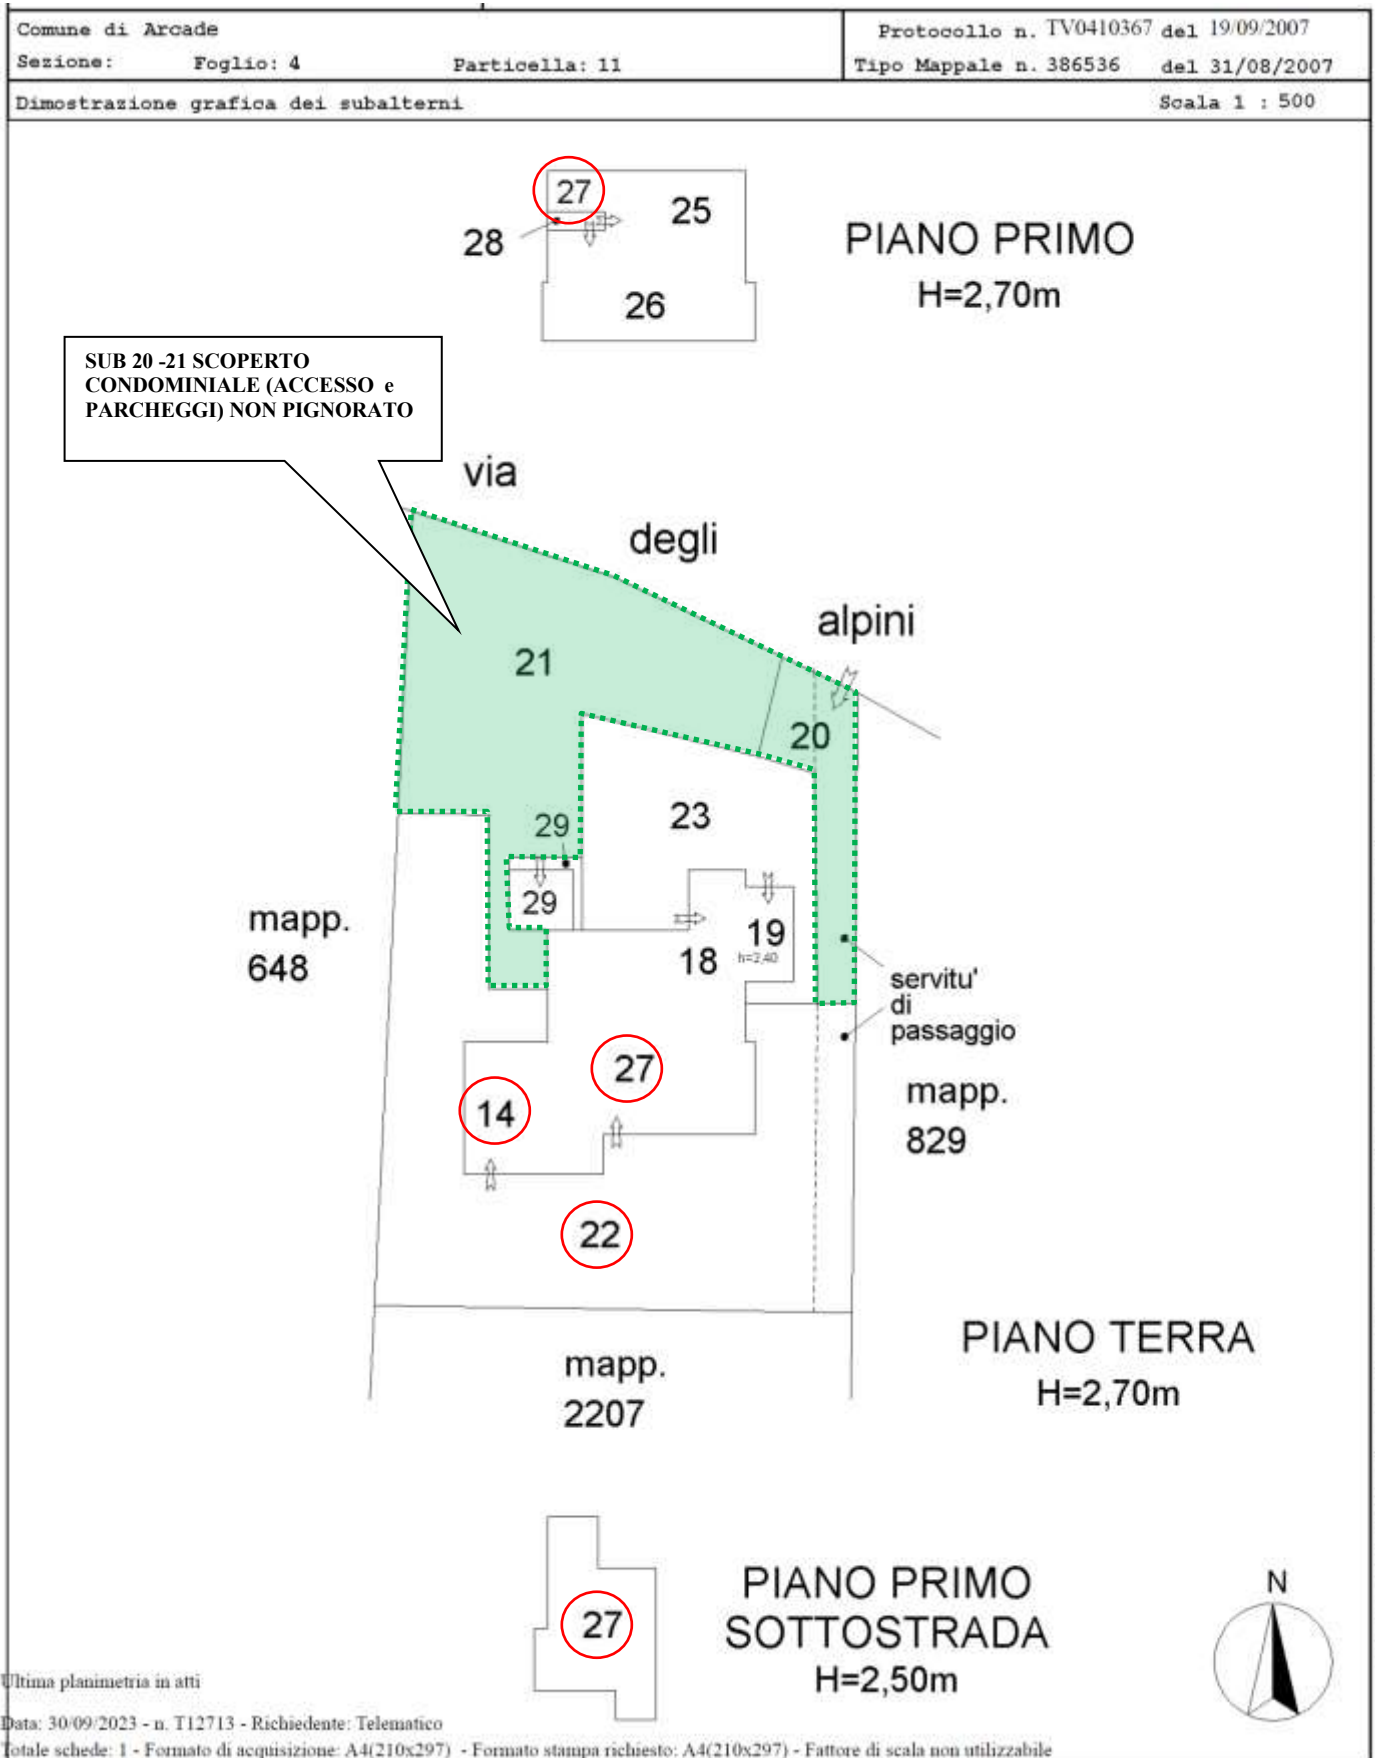 Comune di Arcade
Protocollo n. TV0410367 del 19/09/2007
Sezione: Foglio: 4 Particella: 11
Tipo Mappale n. 386536 del 31/08/2007
Dimostrazione grafica dei subalterni
Scala 1 : 500
27
25
28
26
PIANO PRIMO
H=2,70m
SUB 20 -21 SCOPERTO
CONDOMINIALE (ACCESSO e
PARCHEGGI) NON PIGNORATO
via
degli
alpini
21
20
23
29
29
19
h=2,40
18
mapp.
648
servitu'
di
passaggio
27
14
mapp.
829
22
PIANO TERRA
H=2,70m
mapp.
2207
27
PIANO PRIMO
SOTTOSTRADA
H=2,50m
N
Ultima planimetria in atti
Data: 30/09/2023 - n. T12713 - Richiedente: Telematico
Totale schede: 1 - Formato di acquisizione: A4(210x297) - Formato stampa richiesto: A4(210x297) - Fattore di scala non utilizzabile